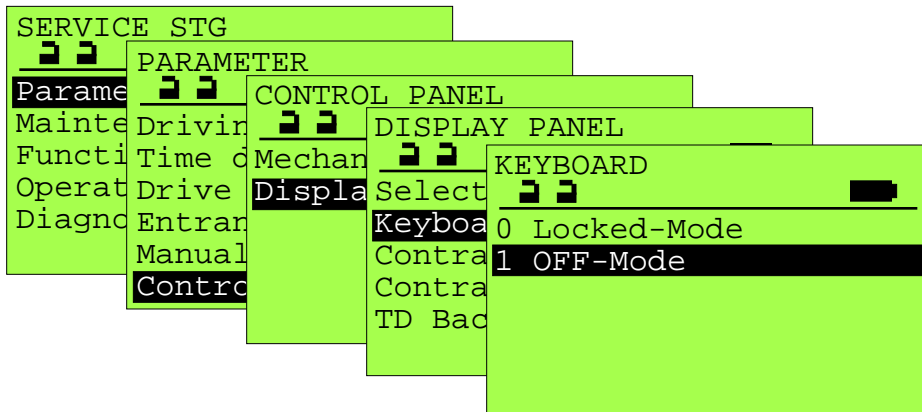 SERVICE STG
Parame
Mainte
Functi
Operat
Diagno
PARAMETER
Drivin
Time d
Drive
Entran
Manual
Contro
CONTROL PANEL
Mechan
Displa
DISPLAY PANEL
Select
Keyboa
Contra
Contra
TD Bac
KEYBOARD
0 Locked-Mode
1 OFF-Mode